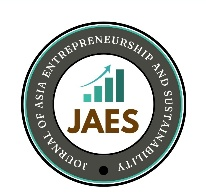 JOURNAL OF ASIA ENTREPRENEURSHIP AND SUSTAINABILITY
JAES